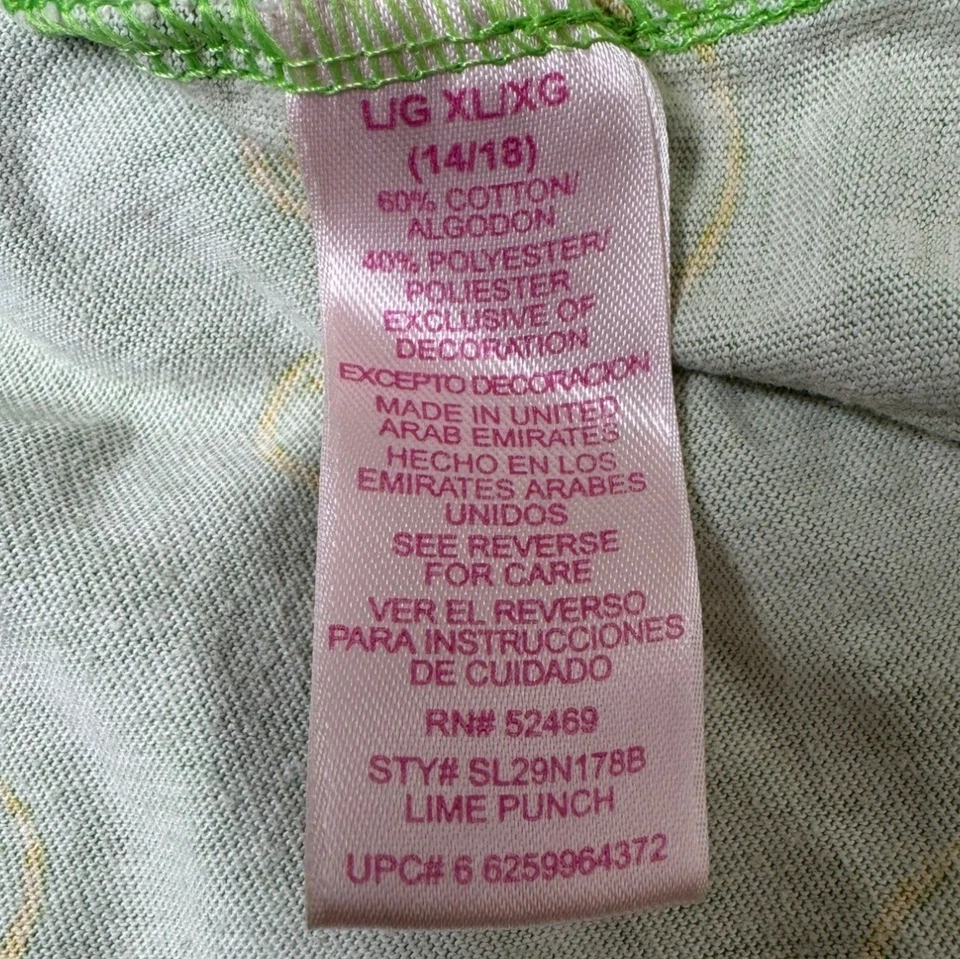 L/G XL/XG
(14/18)
60% COTTON/
ALGODON
40% POLYESTER/
POLIESTER
EXCLUSIVE OF
DECORATION
EXCEPTO DECORACION
MADE IN UNITED
ARAB EMIRATES
HECHO EN LOS
EMIRATES ARABES
UNIDOS
SEE REVERSE
FOR CARE
VER EL REVERSO
PARA INSTRUCCIONES
DE CUIDADO
RN# 52469
STY# SL29N178B
LIME PUNCH
UPC# 6 6259964372